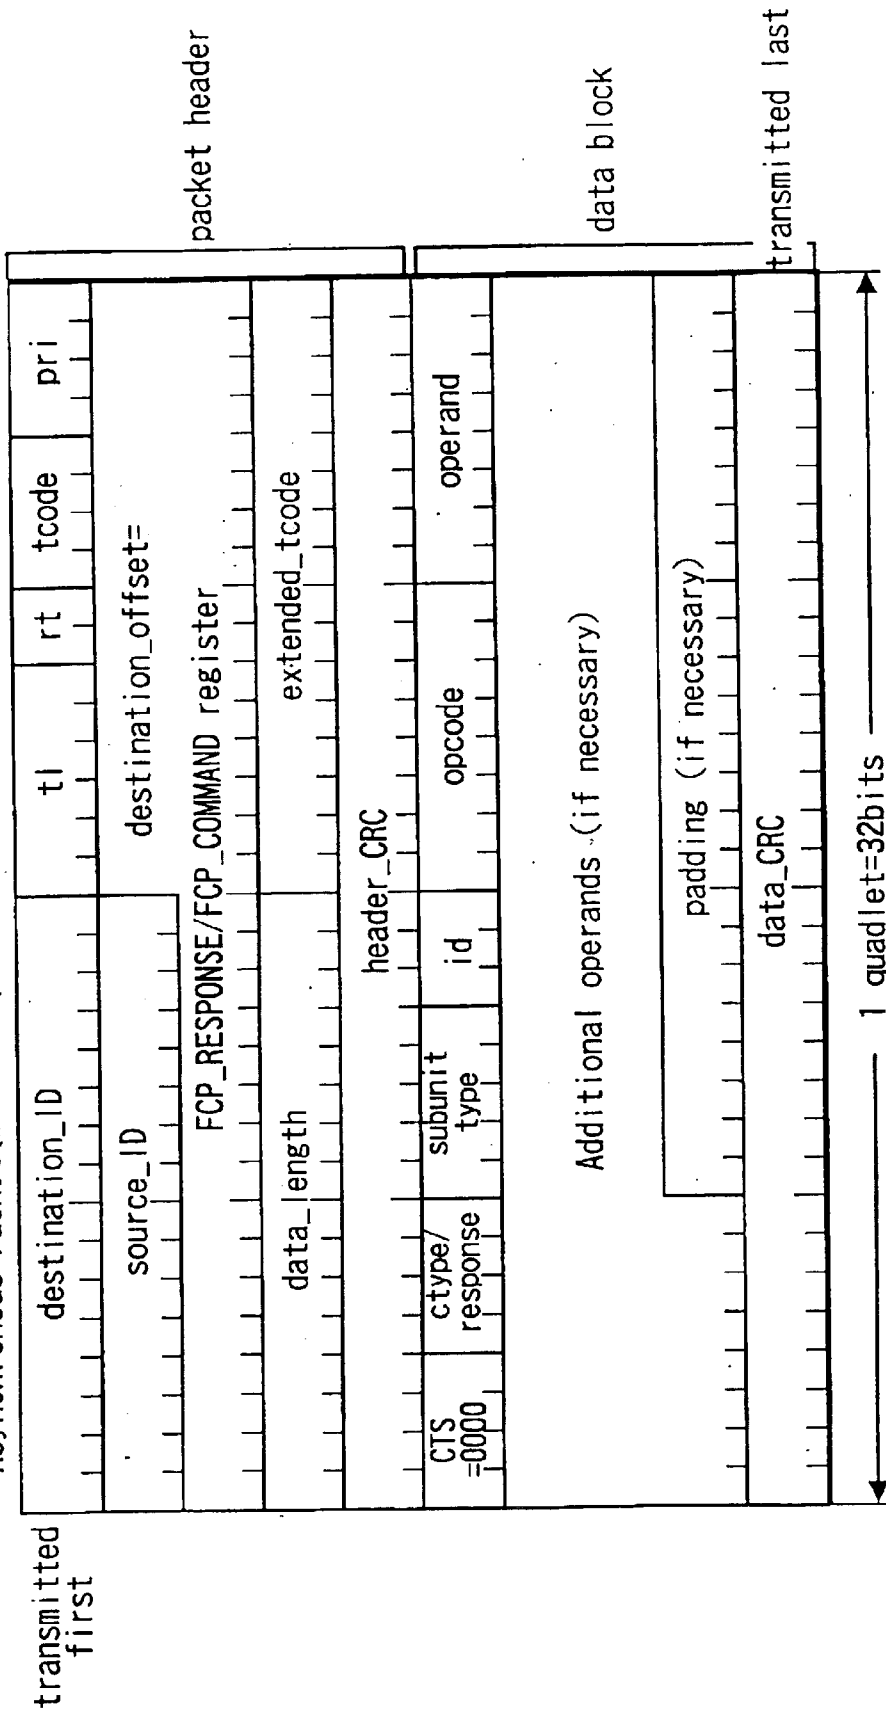 transmitted
first
destination_ID
tl
rt
tcode
pri
source_ID
destination_offset=
FCP_RESPONSE/FCP_COMMAND register
data_length
extended_tcode
header_CRC
packet header
CTS
=0000
ctype/
response
subunit
type
id
opcode
operand
Additional operands (if necessary)
padding (if necessary)
data_CRC
data block
transmitted last
1 quadlet=32bits